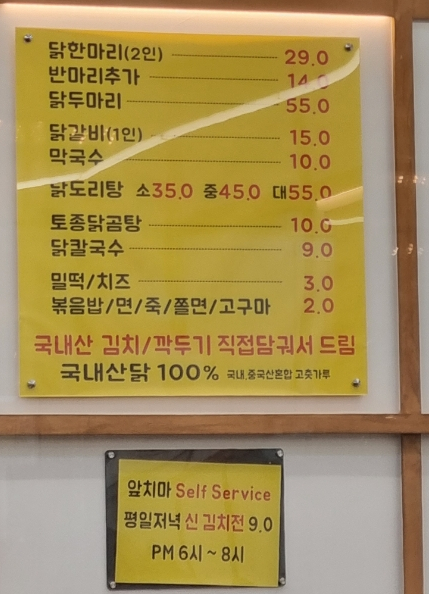 닭한마리(2인) 29.0
반마리추가 14.0
닭두마리 55.0
닭갈비(1인) 15.0
막국수 10.0
닭도리탕 소35.0 중45.0 대55.0
토종닭곰탕 10.0
닭칼국수 9.0
밀떡/치즈 3.0
볶음밥/면/죽/쫄면/고구마 2.0
국내산 김치/깍두기 직접담궈서 드림
국내산닭 100% 국내.중국산혼합 고춧가루
앞치마 Self Service
평일저녁 신 김치전 9.0
PM 6시 ~ 8시